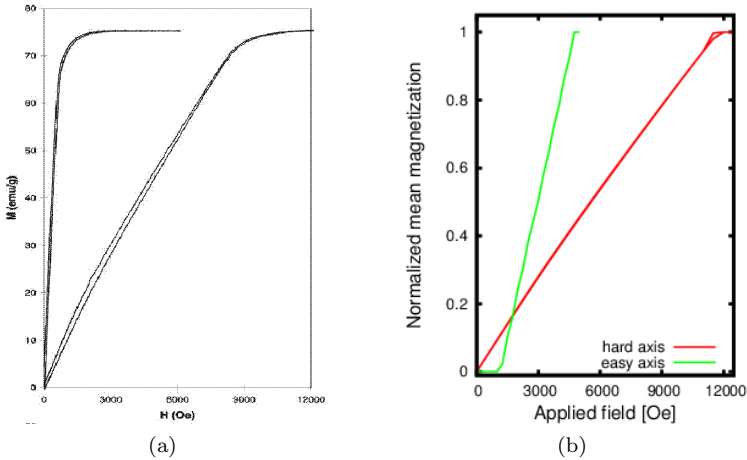 80
70
60
50
40
30
20
10
0
M (emu/g)
0 3000 6000 9000 12000
H (Oe)
(a)
1
0.8
0.6
0.4
0.2
0
Normalized mean magnetization
hard axis
easy axis
0 3000 6000 9000 12000
Applied field [Oe]
(b)